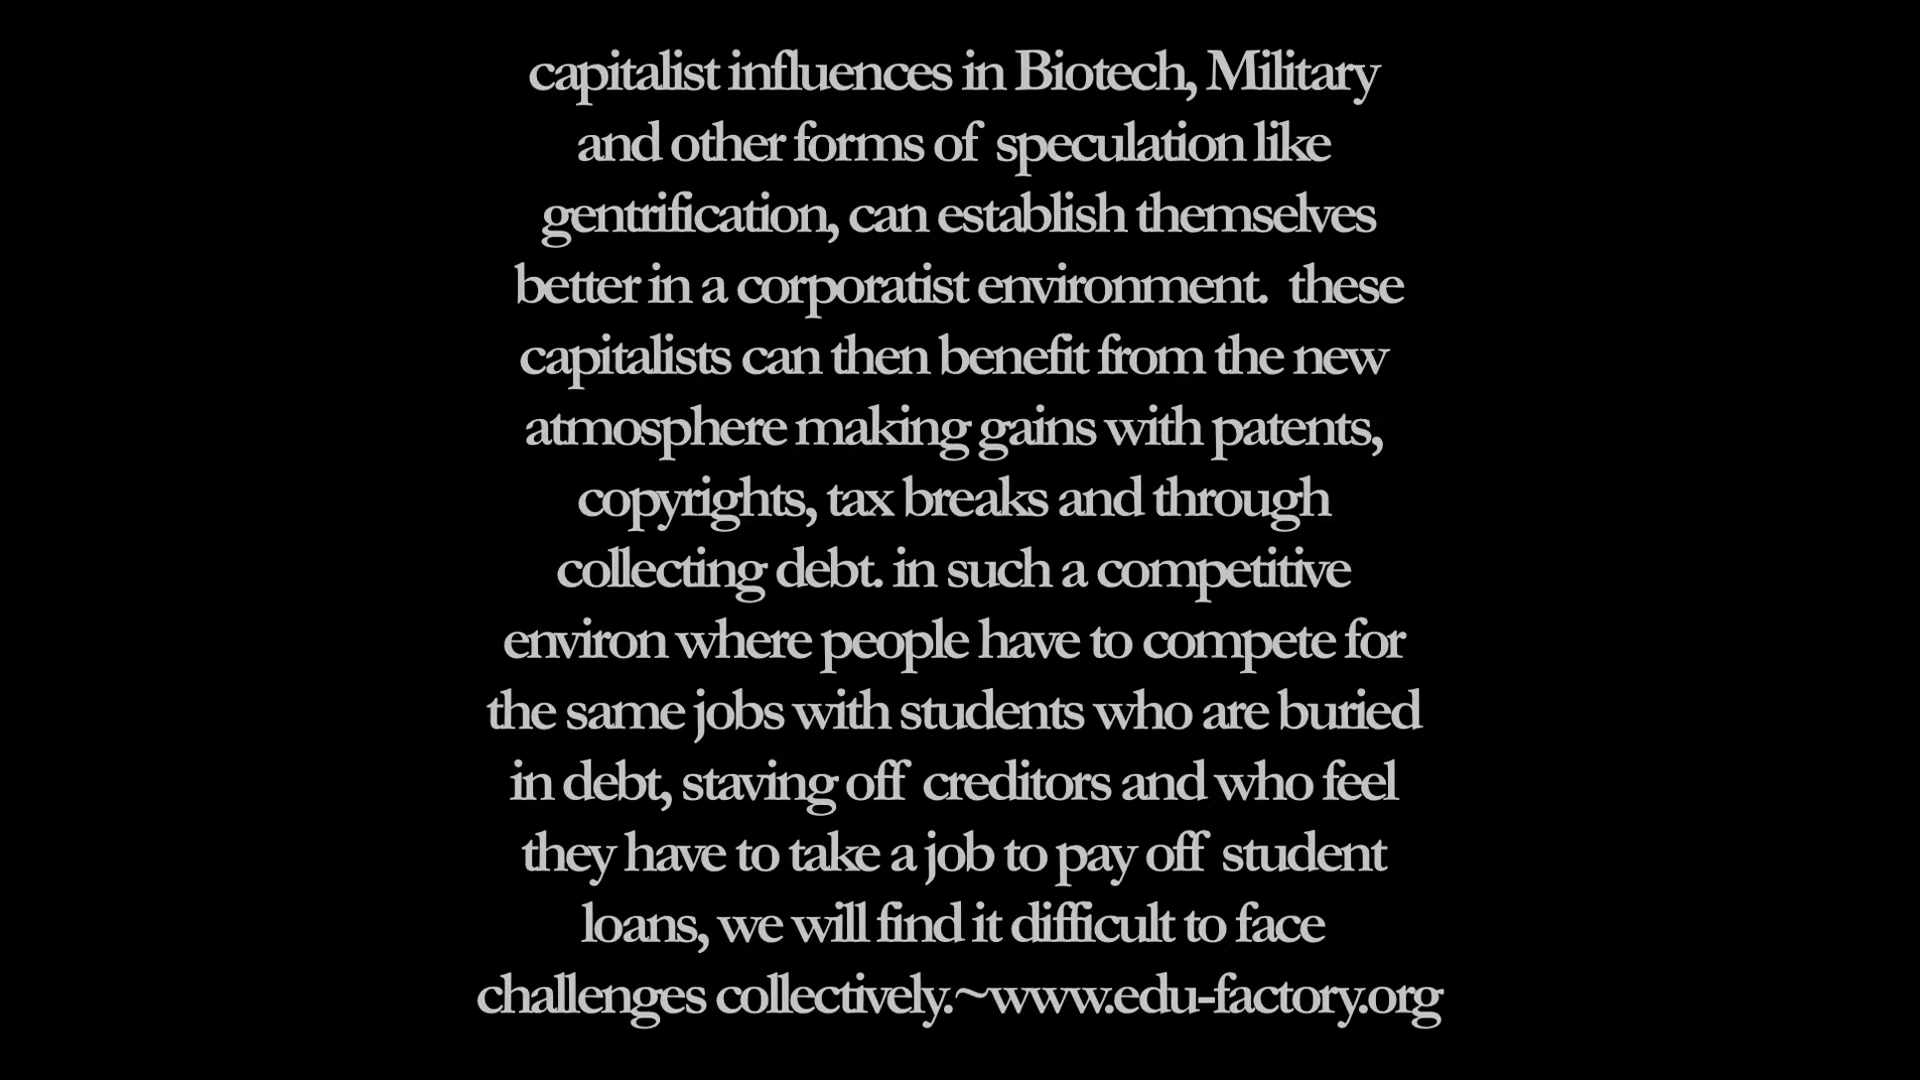 capitalist influences in Biotech, Military
and other forms of speculation like
gentrification, can establish themselves
better in a corporatist environment. these
capitalists can then benefit from the new
atmosphere making gains with patents,
copyrights, tax breaks and through
collecting debt. in such a competitive
environ where people have to compete for
the same jobs with students who are buried
in debt, staving off creditors and who feel
they have to take a job to pay off student
loans, we will find it difficult to face
challenges collectively.~www.edu-factory.org